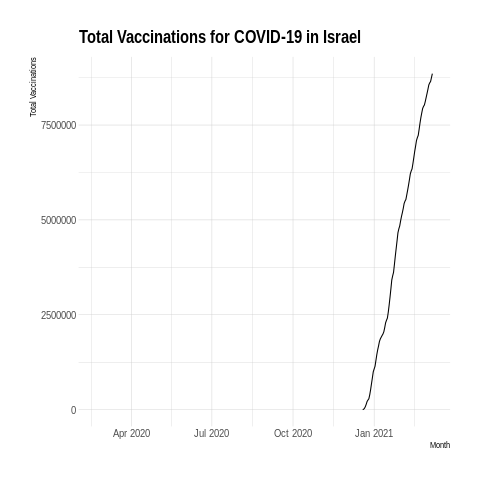 Total Vaccinations for COVID-19 in Israel
Total Vaccinations
7500000
5000000
2500000
0
Apr 2020 Jul 2020 Oct 2020 Jan 2021
Month